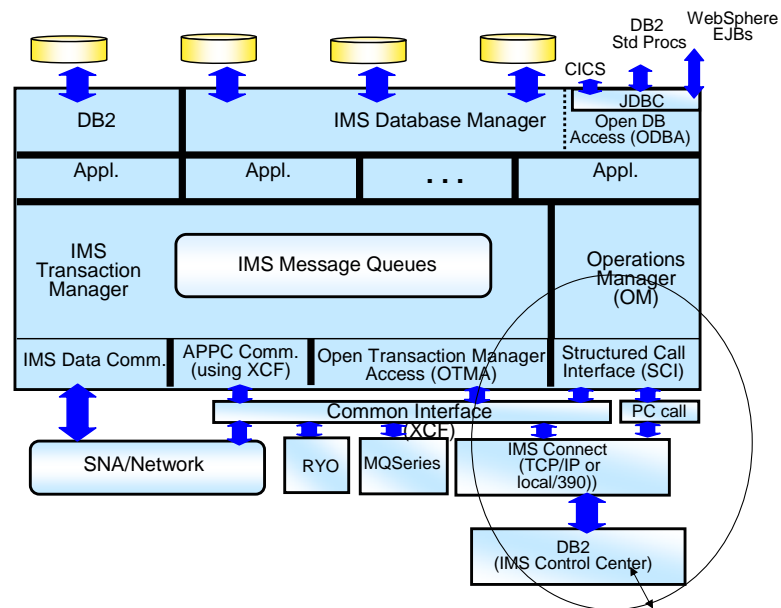 DB2
Std Procs
WebSphere
EJBs
CICS
JDBC
DB2
IMS Database Manager
Open DB
Access (ODBA)
Appl.
Appl.
. . .
Appl.
IMS
Transaction
Manager
IMS Message Queues
Operations
Manager
(OM)
IMS Data Comm.
APPC Comm.
(using XCF)
Open Transaction Manager
Access (OTMA)
Structured Call
Interface (SCI)
Common Interface
(XCF)
PC call
SNA/Network
RYO
MQSeries
IMS Connect
(TCP/IP or
local/390))
DB2
(IMS Control Center)